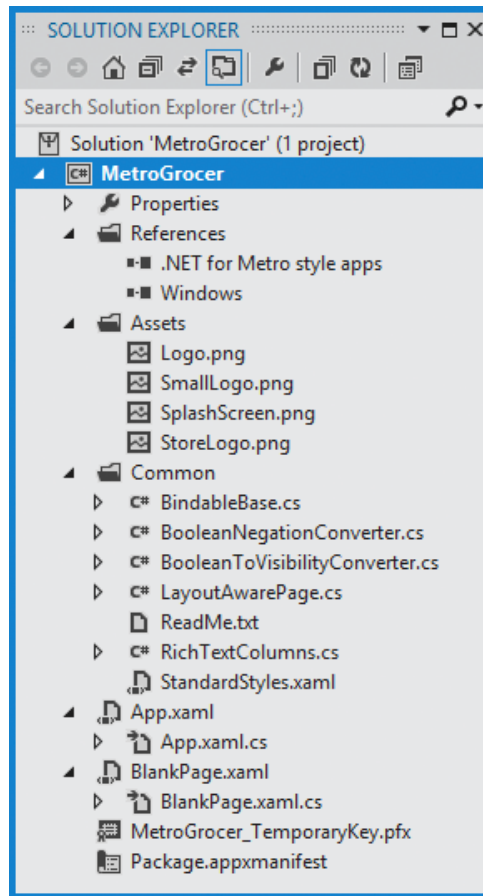 SOLUTION EXPLORER
Search Solution Explorer (Ctrl+;)
Solution 'MetroGrocer' (1 project)
C# MetroGrocer
Properties
References
.NET for Metro style apps
Windows
Assets
Logo.png
SmallLogo.png
SplashScreen.png
StoreLogo.png
Common
C# BindableBase.cs
C# BooleanNegationConverter.cs
C# BooleanToVisibilityConverter.cs
C# LayoutAwarePage.cs
ReadMe.txt
C# RichTextColumns.cs
StandardStyles.xaml
App.xaml
App.xaml.cs
BlankPage.xaml
BlankPage.xaml.cs
MetroGrocer_TemporaryKey.pfx
Package.appxmanifest